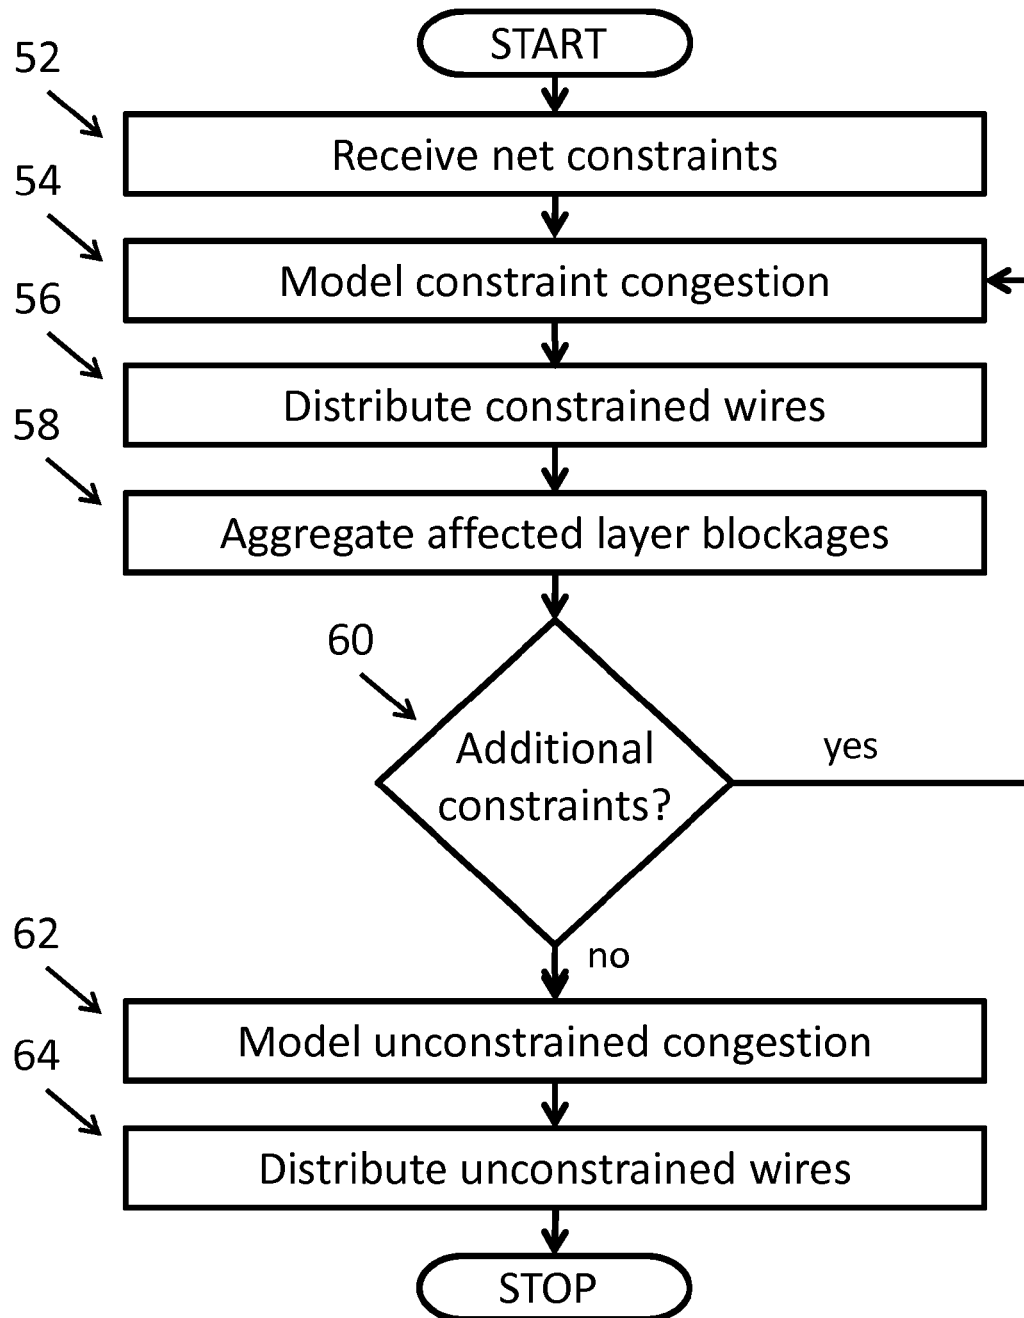 START
52
Receive net constraints
54
Model constraint congestion
56
Distribute constrained wires
58
Aggregate affected layer blockages
60
Additional
constraints?
yes
no
62
Model unconstrained congestion
64
Distribute unconstrained wires
STOP